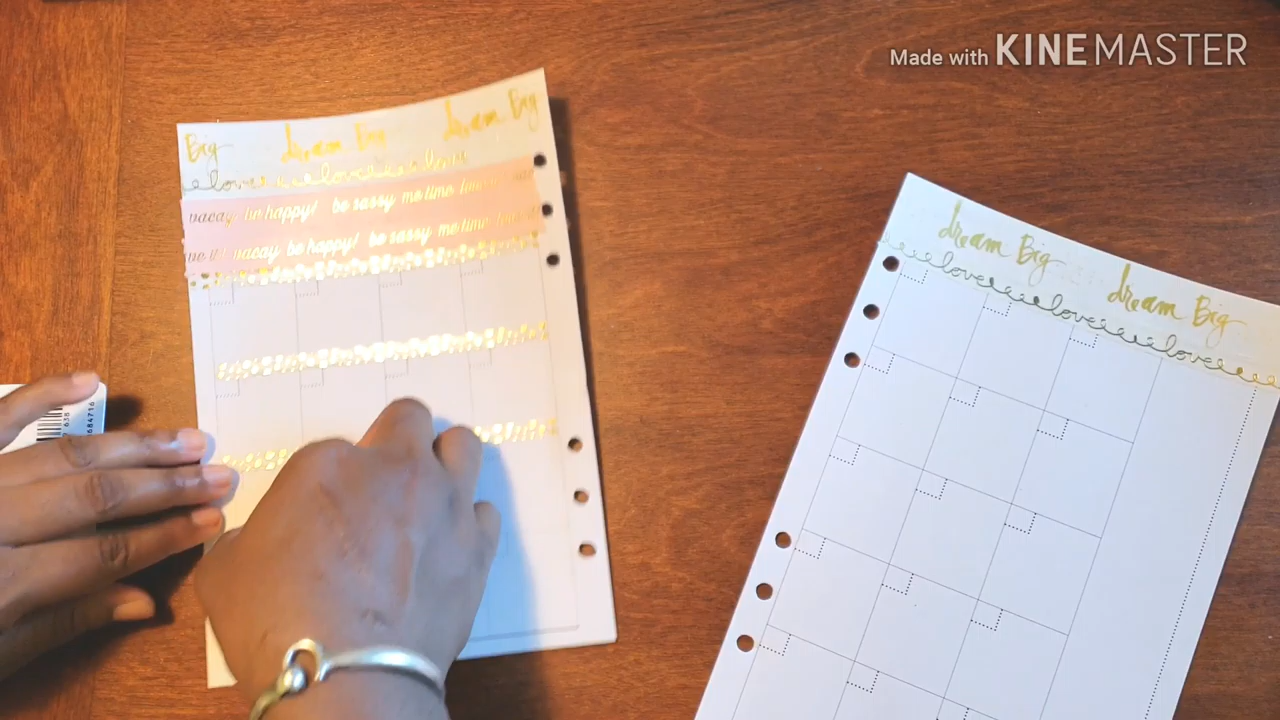 Made with KINEMASTER
Big dream Big dream Big
love love love
vacay be happy! be sassy me time
vacay be happy! be sassy me time
dream Big dream Big
love love love
684716